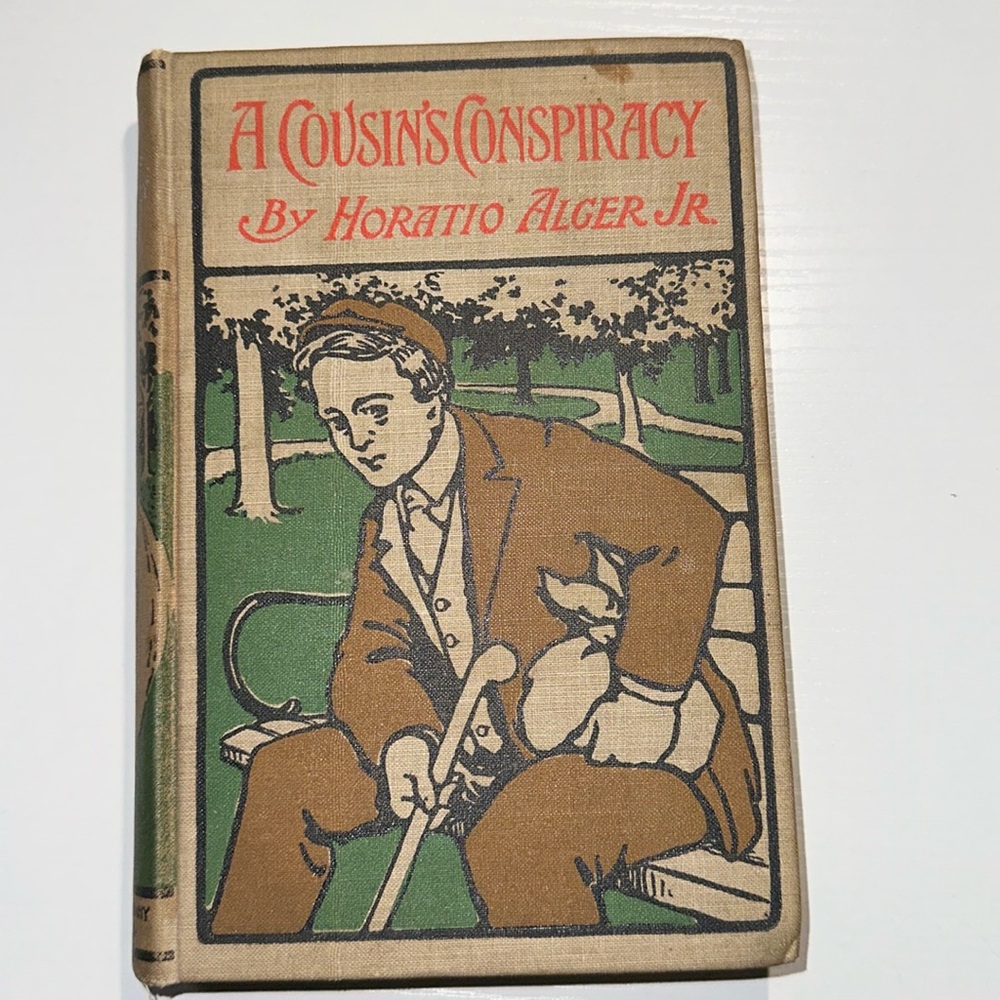 A COUSIN'S CONSPIRACY
BY HORATIO ALGER JR.